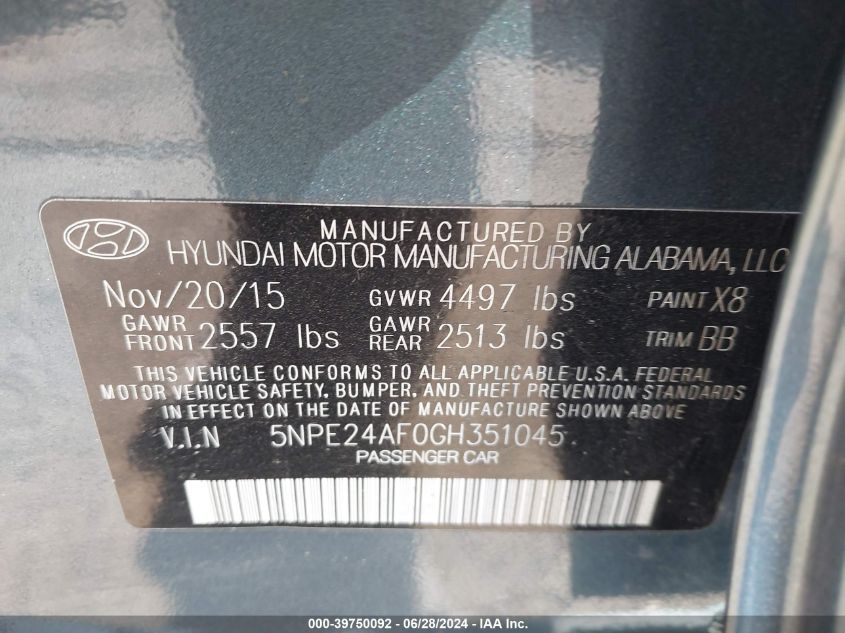 MANUFACTURED BY
HYUNDAI MOTOR MANUFACTURING ALABAMA, LLC
Nov/20/15 GVWR 4497 lbs PAINT X8
GAWR FRONT 2557 lbs GAWR REAR 2513 lbs TRIM BB
THIS VEHICLE CONFORMS TO ALL APPLICABLE U.S.A. FEDERAL
MOTOR VEHICLE SAFETY, BUMPER, AND THEFT PREVENTION STANDARDS
IN EFFECT ON THE DATE OF MANUFACTURE SHOWN ABOVE
V.I.N 5NPE24AF0GH351045
PASSENGER CAR
000-39750092 - 06/28/2024 - IAA Inc.